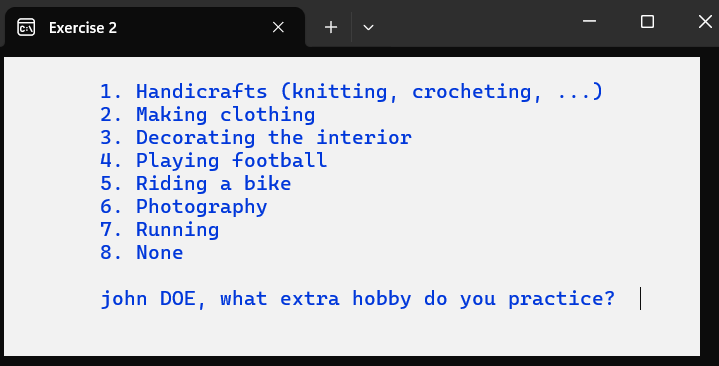 Exercise 2
1. Handicrafts (knitting, crocheting, ...)
2. Making clothing
3. Decorating the interior
4. Playing football
5. Riding a bike
6. Photography
7. Running
8. None
john DOE, what extra hobby do you practice?